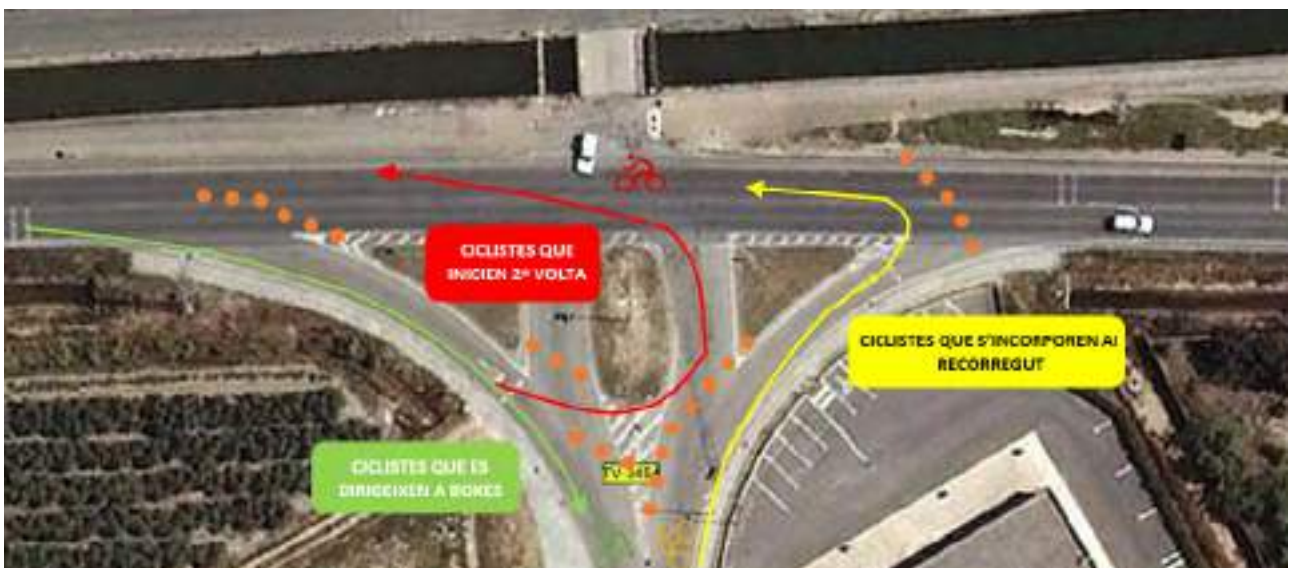 CICLISTES QUE
INICIEN 2ª VOLTA
CICLISTES QUE S'INCORPOREN AL
RECORREGUT
CICLISTES QUE ES
DIRIGEIXEN A BOXES